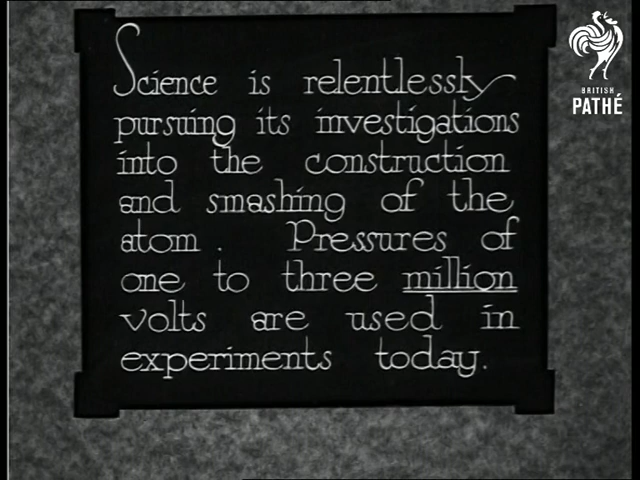 Science is relentlessly
pursuing its investigations
into the construction
and smashing of the
atom. Pressures of
one to three million
volts are used in
experiments today.
BRITISH
PATHÉ